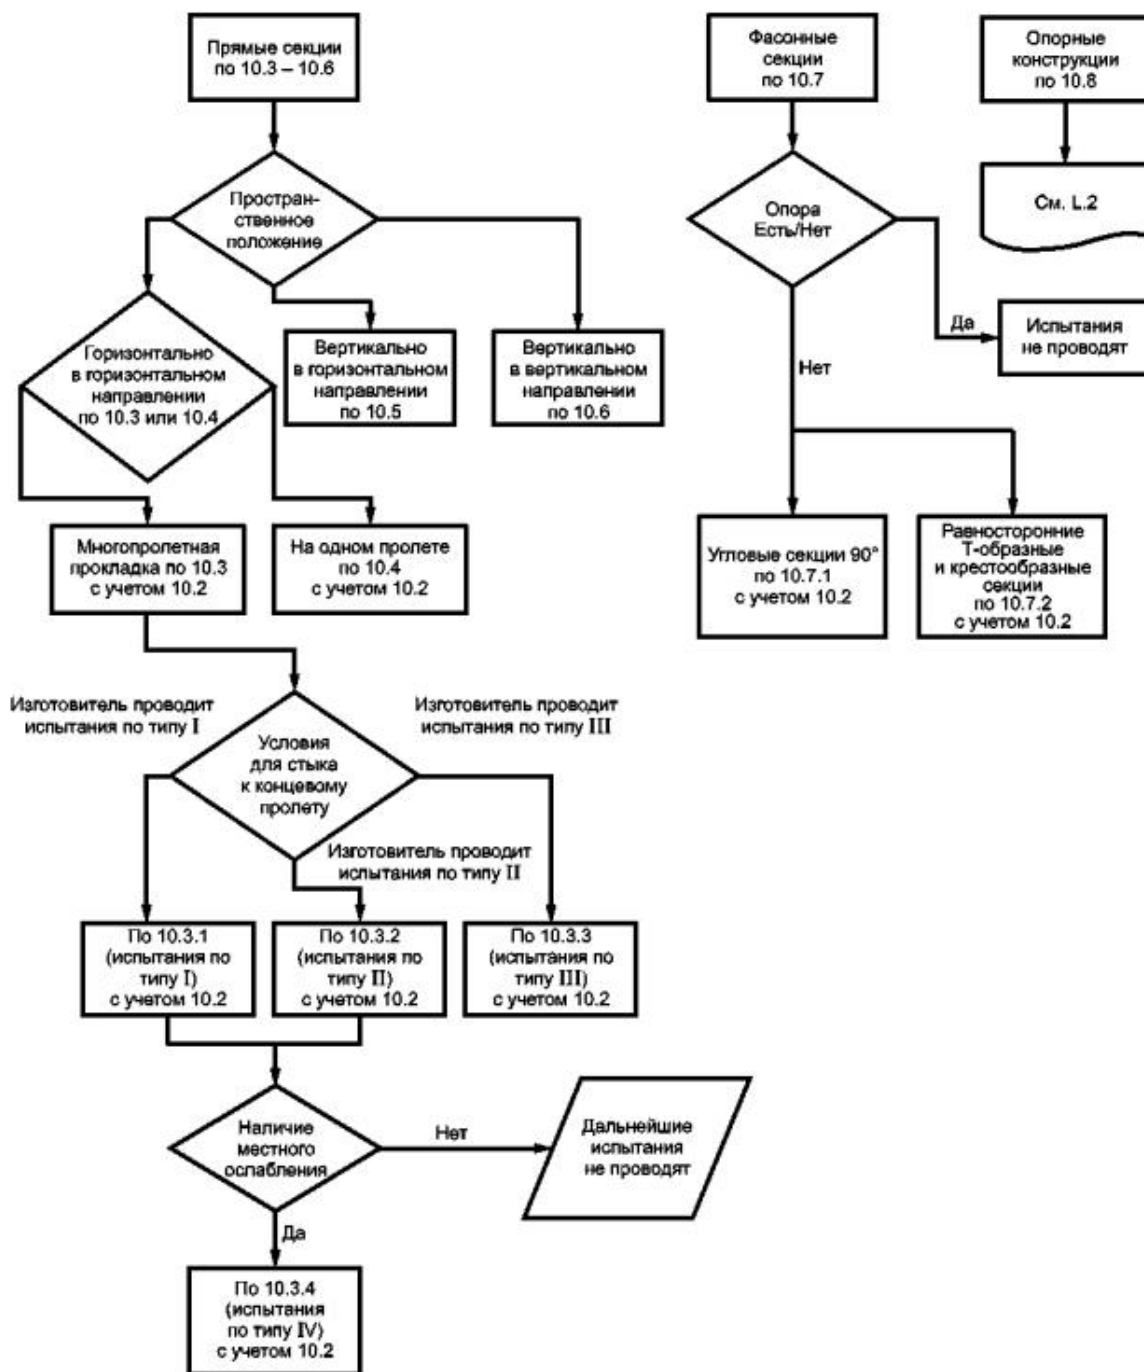 Прямые секции
по 10.3 – 10.6
Фасонные
секции
по 10.7
Опорные
конструкции
по 10.8
Простран-
ственное
положение
Опора
Есть/Нет
См. L.2
Горизонтально
в горизонтальном
направлении
по 10.3 или 10.4
Вертикально
в горизонтальном
направлении
по 10.5
Вертикально
в вертикальном
направлении
по 10.6
Да
Испытания
не проводят
Нет
Многопролетная
прокладка по 10.3
с учетом 10.2
На одном пролете
по 10.4
с учетом 10.2
Угловые секции 90°
по 10.7.1
с учетом 10.2
Равносторонние
Т-образные
и крестообразные
секции
по 10.7.2
с учетом 10.2
Изготовитель проводит
испытания по типу I
Условия
для стыка
к концевому
пролету
Изготовитель проводит
испытания по типу III
Изготовитель проводит
испытания по типу II
По 10.3.1
(испытания по
типу I)
с учетом 10.2
По 10.3.2
(испытания по
типу II)
с учетом 10.2
По 10.3.3
(испытания по
типу III)
с учетом 10.2
Наличие
местного
ослабления
Нет
Дальнейшие
испытания
не проводят
Да
По 10.3.4
(испытания
по типу IV)
с учетом 10.2